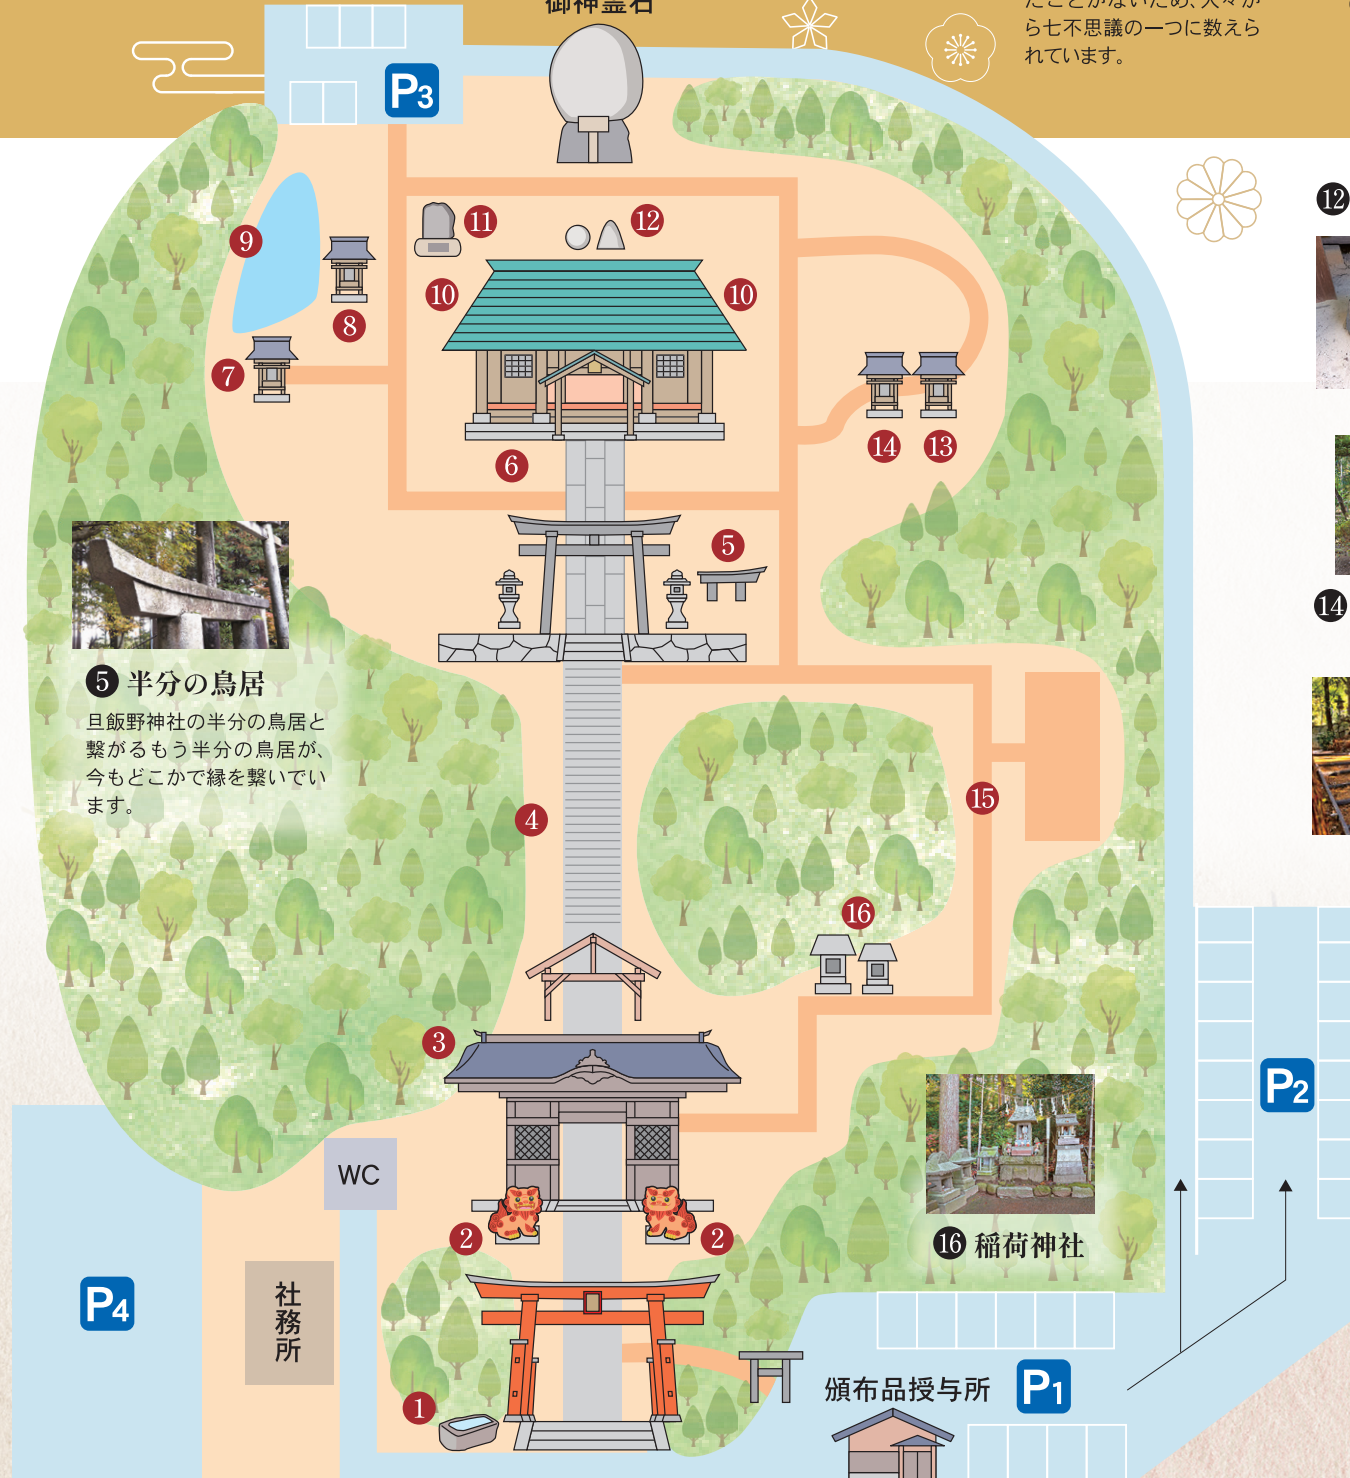 御神霊石
ら七不思議の一つに数えら
れています。
P3
12
11
12
9
10
10
8
7
14
13
6
5
14
5 半分の鳥居
旦飯野神社の半分の鳥居と
繋がるもう半分の鳥居が、
今もどこかで縁を繋いでい
ます。
15
4
16
3
P2
WC
2
2
16 稲荷神社
P4
社務所
頒布品授与所
P1
1